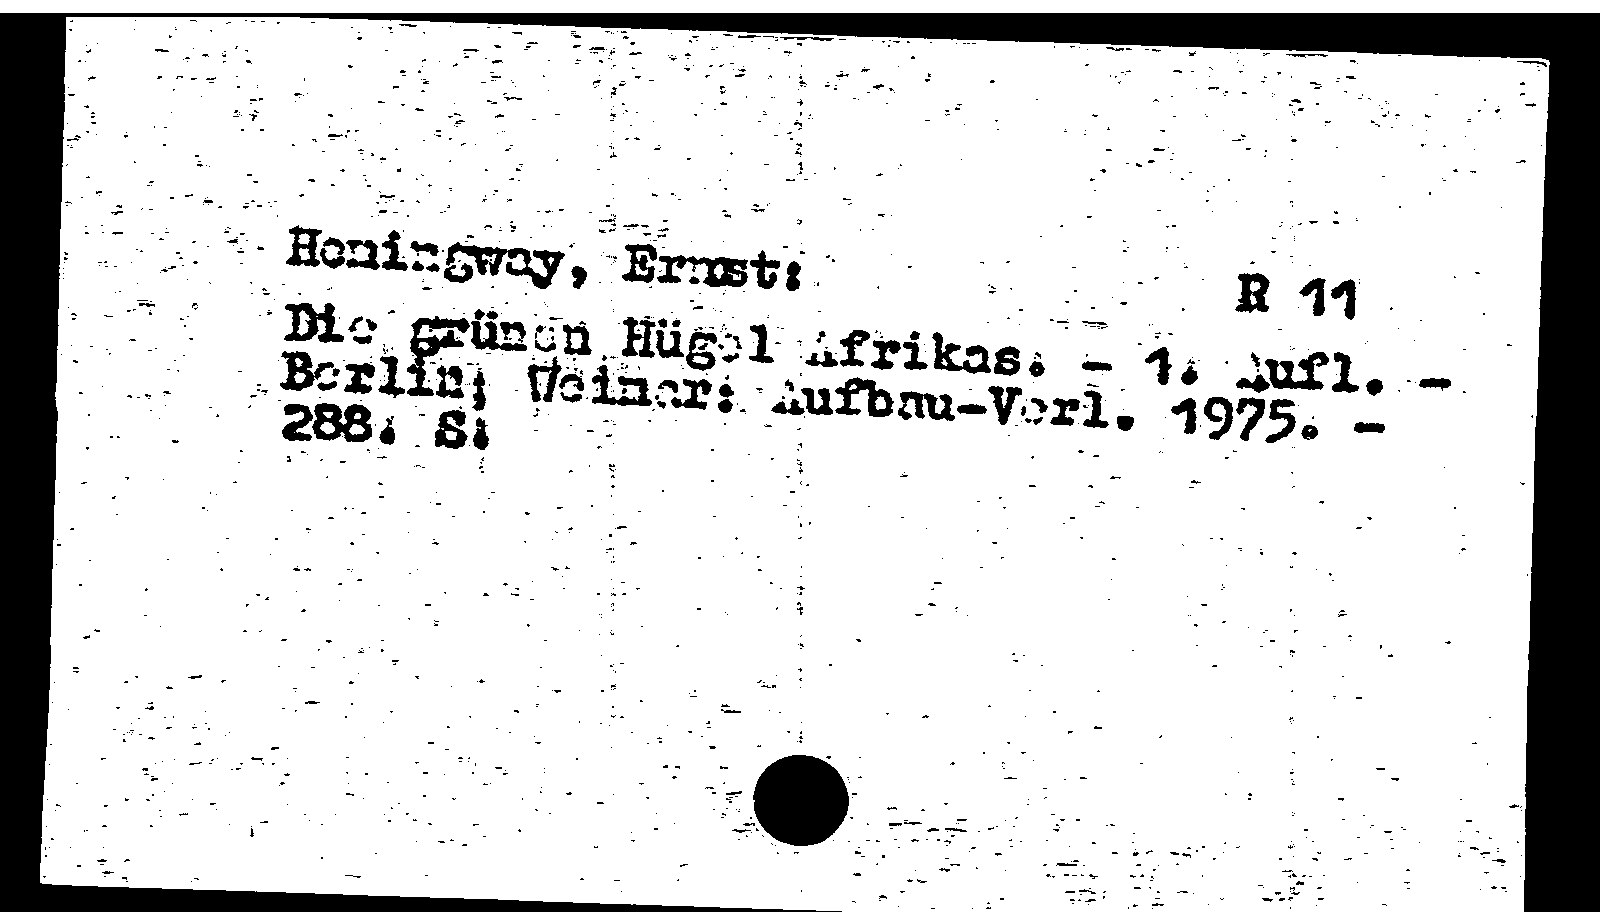 Hemingway, Ernst:
R 11
Die grünen Hügel Afrikas. - 1. Aufl. -
Berlin; Weimar: Aufbau-Verl. 1975. -
288. S.